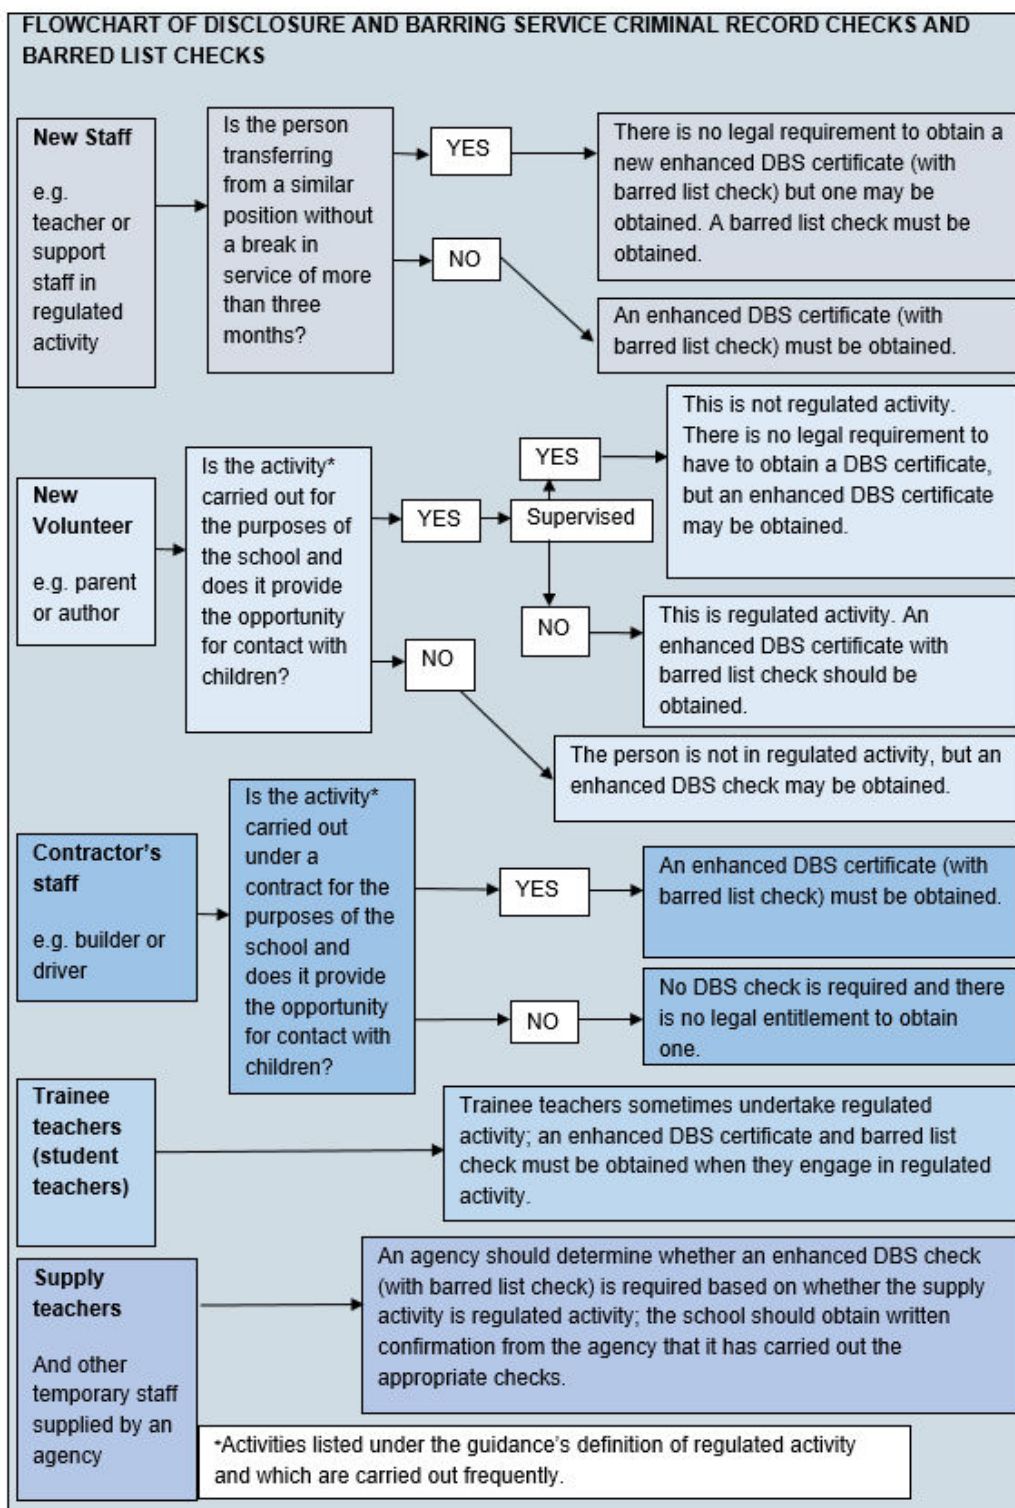 FLOWCHART OF DISCLOSURE AND BARRING SERVICE CRIMINAL RECORD CHECKS AND
BARRED LIST CHECKS
New Staff
e.g.
teacher or
support
staff in
regulated
activity
Is the person
transferring
from a similar
position without
a break in
service of more
than three
months?
YES
There is no legal requirement to obtain a
new enhanced DBS certificate (with
barred list check) but one may be
obtained. A barred list check must be
obtained.
NO
An enhanced DBS certificate (with
barred list check) must be obtained.
New
Volunteer
e.g. parent
or author
Is the activity*
carried out for
the purposes of
the school and
does it provide
the opportunity
for contact with
children?
YES
Supervised
YES
This is not regulated activity.
There is no legal requirement to
have to obtain a DBS certificate,
but an enhanced DBS certificate
may be obtained.
NO
This is regulated activity. An
enhanced DBS certificate with
barred list check should be
obtained.
NO
The person is not in regulated activity, but an
enhanced DBS check may be obtained.
Contractor's
staff
e.g. builder or
driver
Is the activity*
carried out
under a
contract for the
purposes of the
school and
does it provide
the opportunity
for contact with
children?
YES
An enhanced DBS certificate (with
barred list check) must be obtained.
NO
No DBS check is required and there
is no legal entitlement to obtain
one.
Trainee
teachers
(student
teachers)
Trainee teachers sometimes undertake regulated
activity; an enhanced DBS certificate and barred list
check must be obtained when they engage in regulated
activity.
Supply
teachers
And other
temporary staff
supplied by an
agency
An agency should determine whether an enhanced DBS check
(with barred list check) is required based on whether the supply
activity is regulated activity; the school should obtain written
confirmation from the agency that it has carried out the
appropriate checks.
*Activities listed under the guidance's definition of regulated activity
and which are carried out frequently.